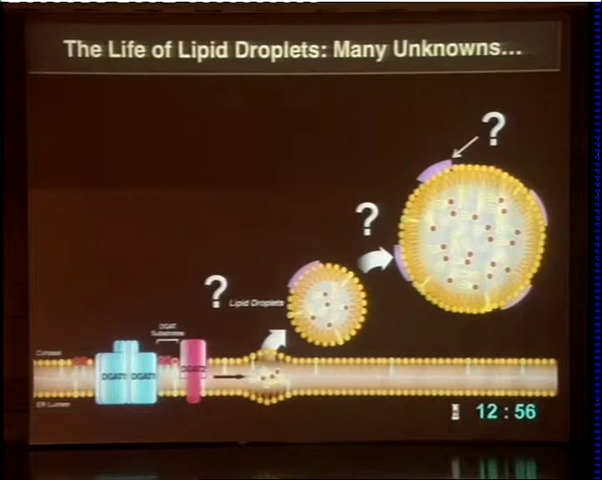 The Life of Lipid Droplets: Many Unknowns...
?
?
?
Lipid Droplets
DGAT
Substrates
Cytosol
DGAT1 DGAT1
DGAT2
ER Lumen
12:56